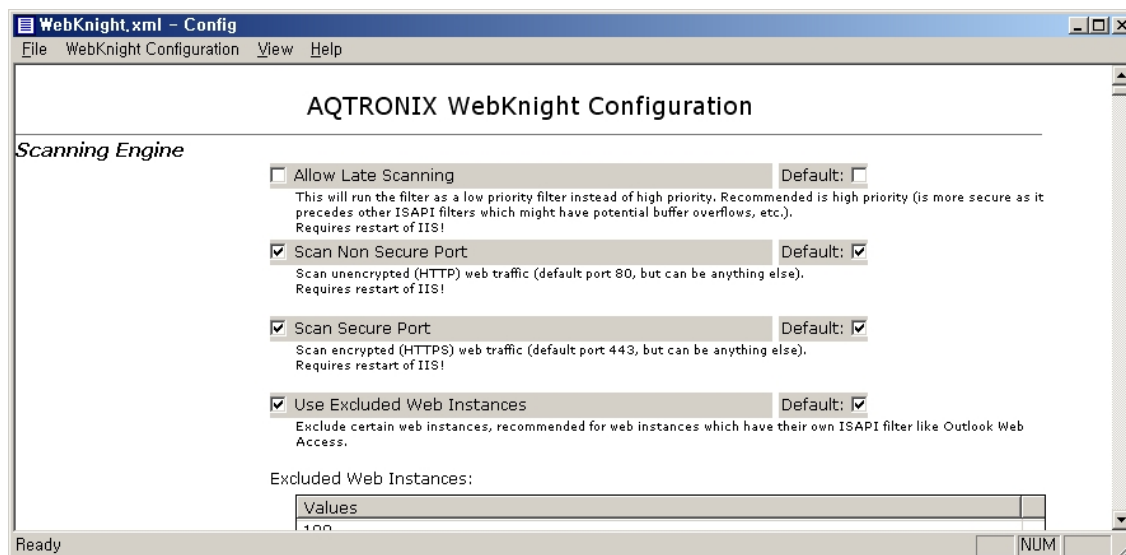 WebKnight.xml - Config
File WebKnight Configuration View Help
AQTRONIX WebKnight Configuration
Scanning Engine
Allow Late Scanning Default:
This will run the filter as a low priority filter instead of high priority. Recommended is high priority (is more secure as it
precedes other ISAPI filters which might have potential buffer overflows, etc.).
Requires restart of IIS!
Scan Non Secure Port Default:
Scan unencrypted (HTTP) web traffic (default port 80, but can be anything else).
Requires restart of IIS!
Scan Secure Port Default:
Scan encrypted (HTTPS) web traffic (default port 443, but can be anything else).
Requires restart of IIS!
Use Excluded Web Instances Default:
Exclude certain web instances, recommended for web instances which have their own ISAPI filter like Outlook Web
Access.
Excluded Web Instances:
Values
Ready NUM